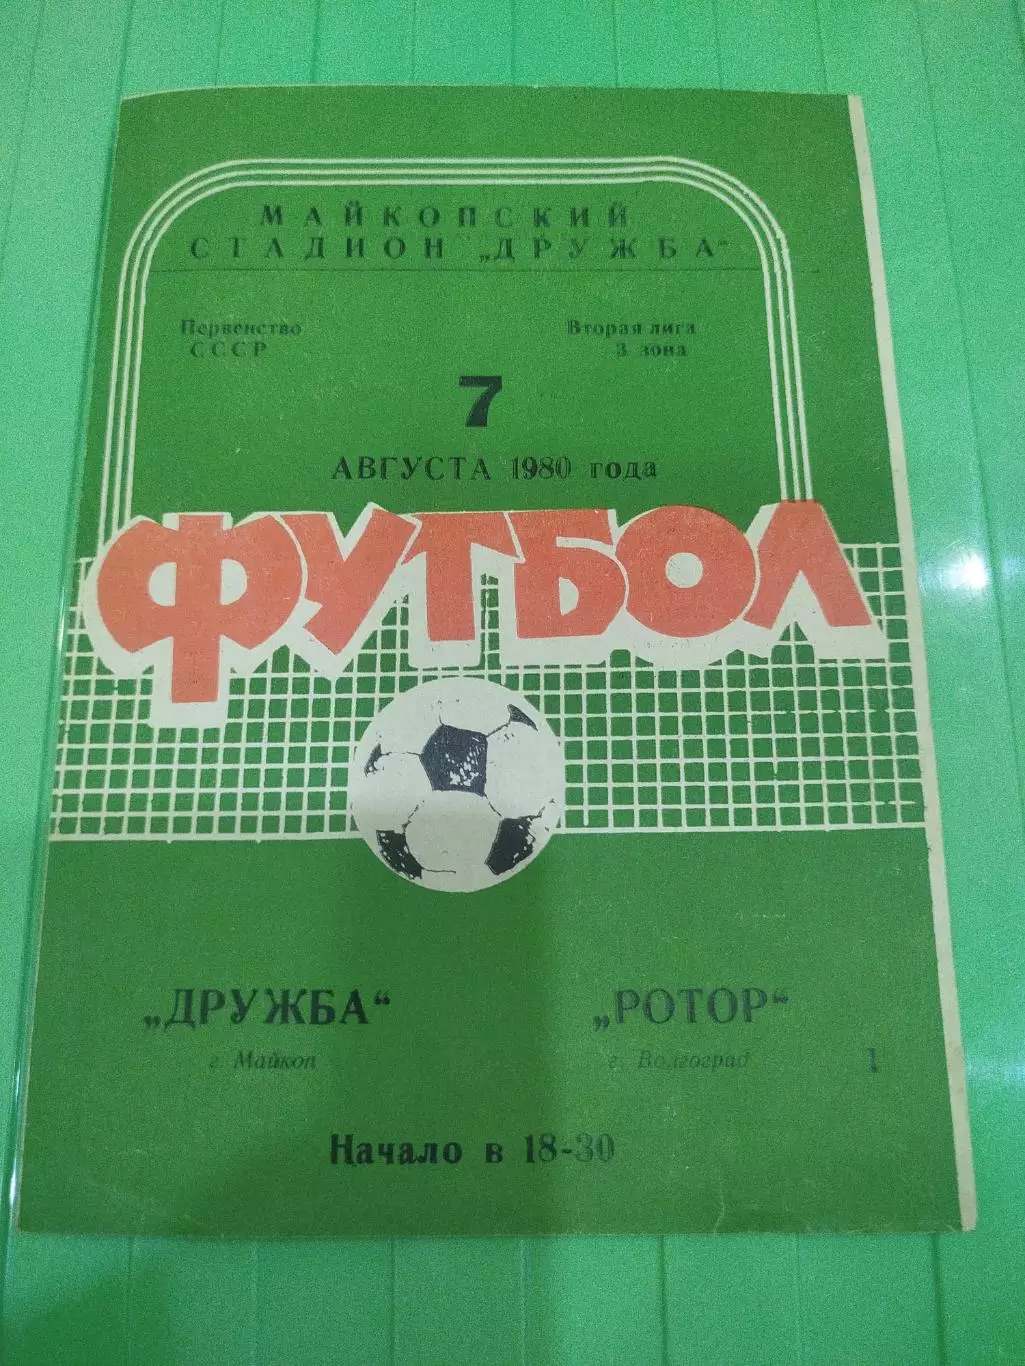 МАЙКОПСКИЙ
СТАДИОН „ДРУЖБА“
Первенство
СССР
Вторая лига
3 зона
7
АВГУСТА 1980 года
ФУТБОЛ
„ДРУЖБА“
г. Майкоп
„РОТОР“
г. Волгоград
1
Начало в 18-30